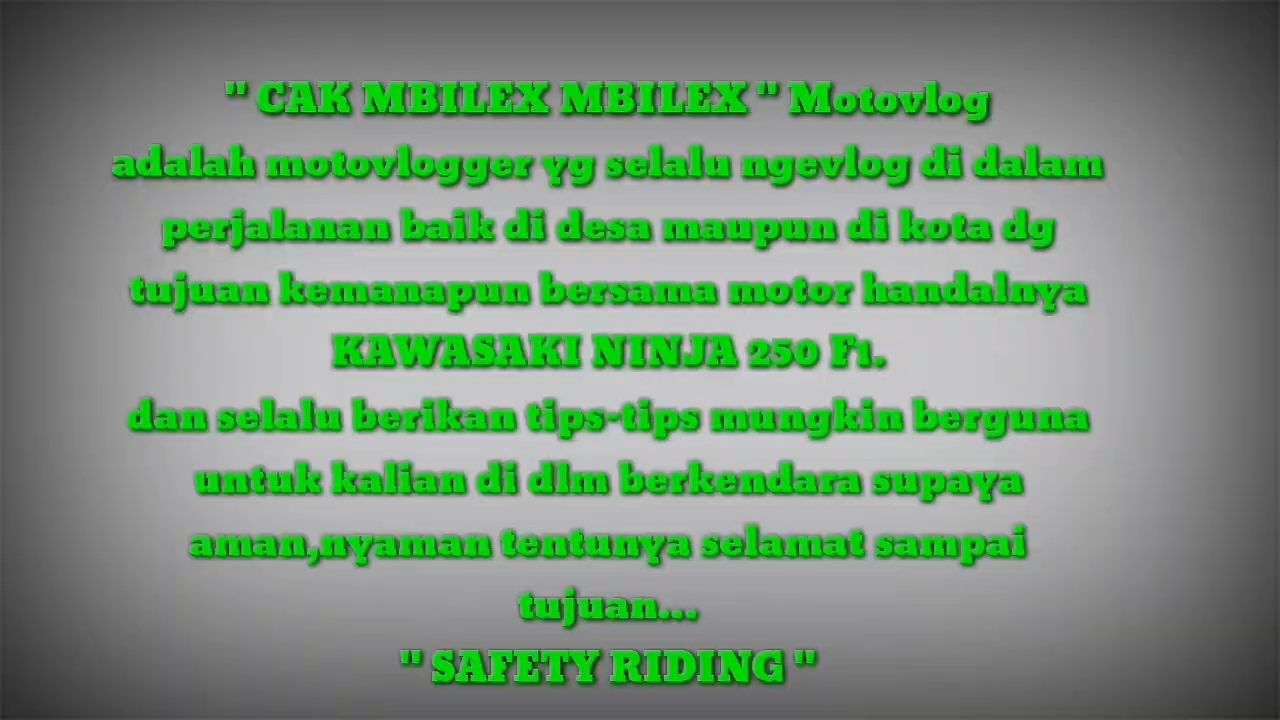 " CAK MBILEX MBILEX " Motovlog
adalah motovlogger yg selalu ngevlog di dalam
perjalanan baik di desa maupun di kota dg
tujuan kemanapun bersama motor handalnya
KAWASAKI NINJA 250 F1.
dan selalu berikan tips-tips mungkin berguna
untuk kalian di dlm berkendara supaya
aman,nyaman tentunya selamat sampai
tujuan...
" SAFETY RIDING "